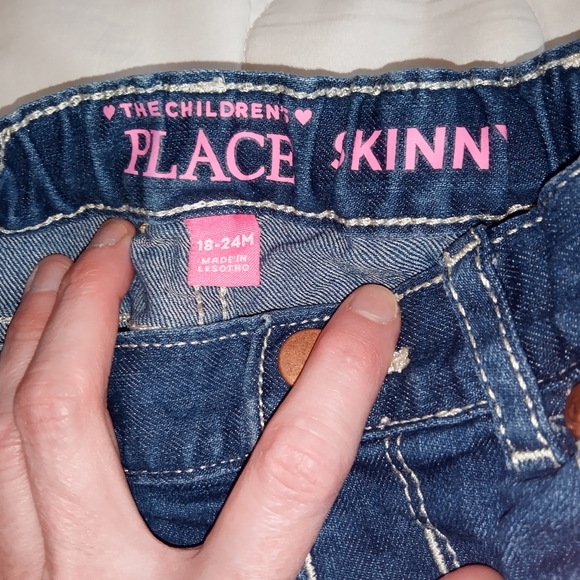 ♥ THE CHILDREN'S ♥
PLACE SKINNY
18-24M
MADE IN
LESOTHO